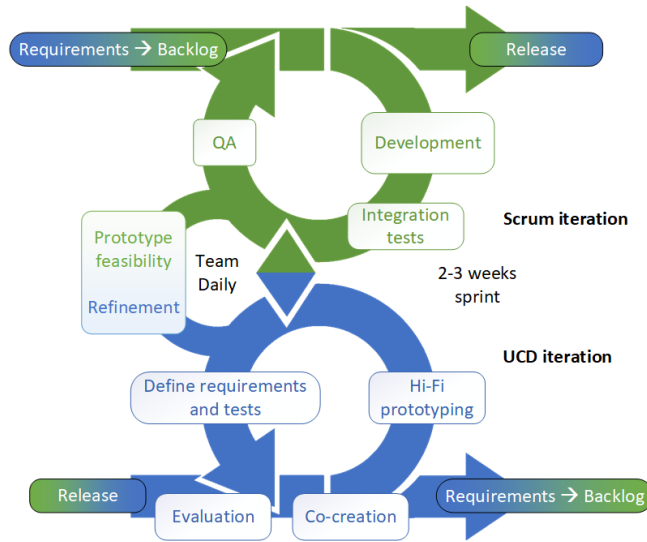 Requirements → Backlog
Release
QA
Development
Integration
tests
Scrum iteration
Prototype
feasibility
Refinement
Team
Daily
2-3 weeks
sprint
UCD iteration
Define requirements
and tests
Hi-Fi
prototyping
Release
Requirements → Backlog
Evaluation
Co-creation